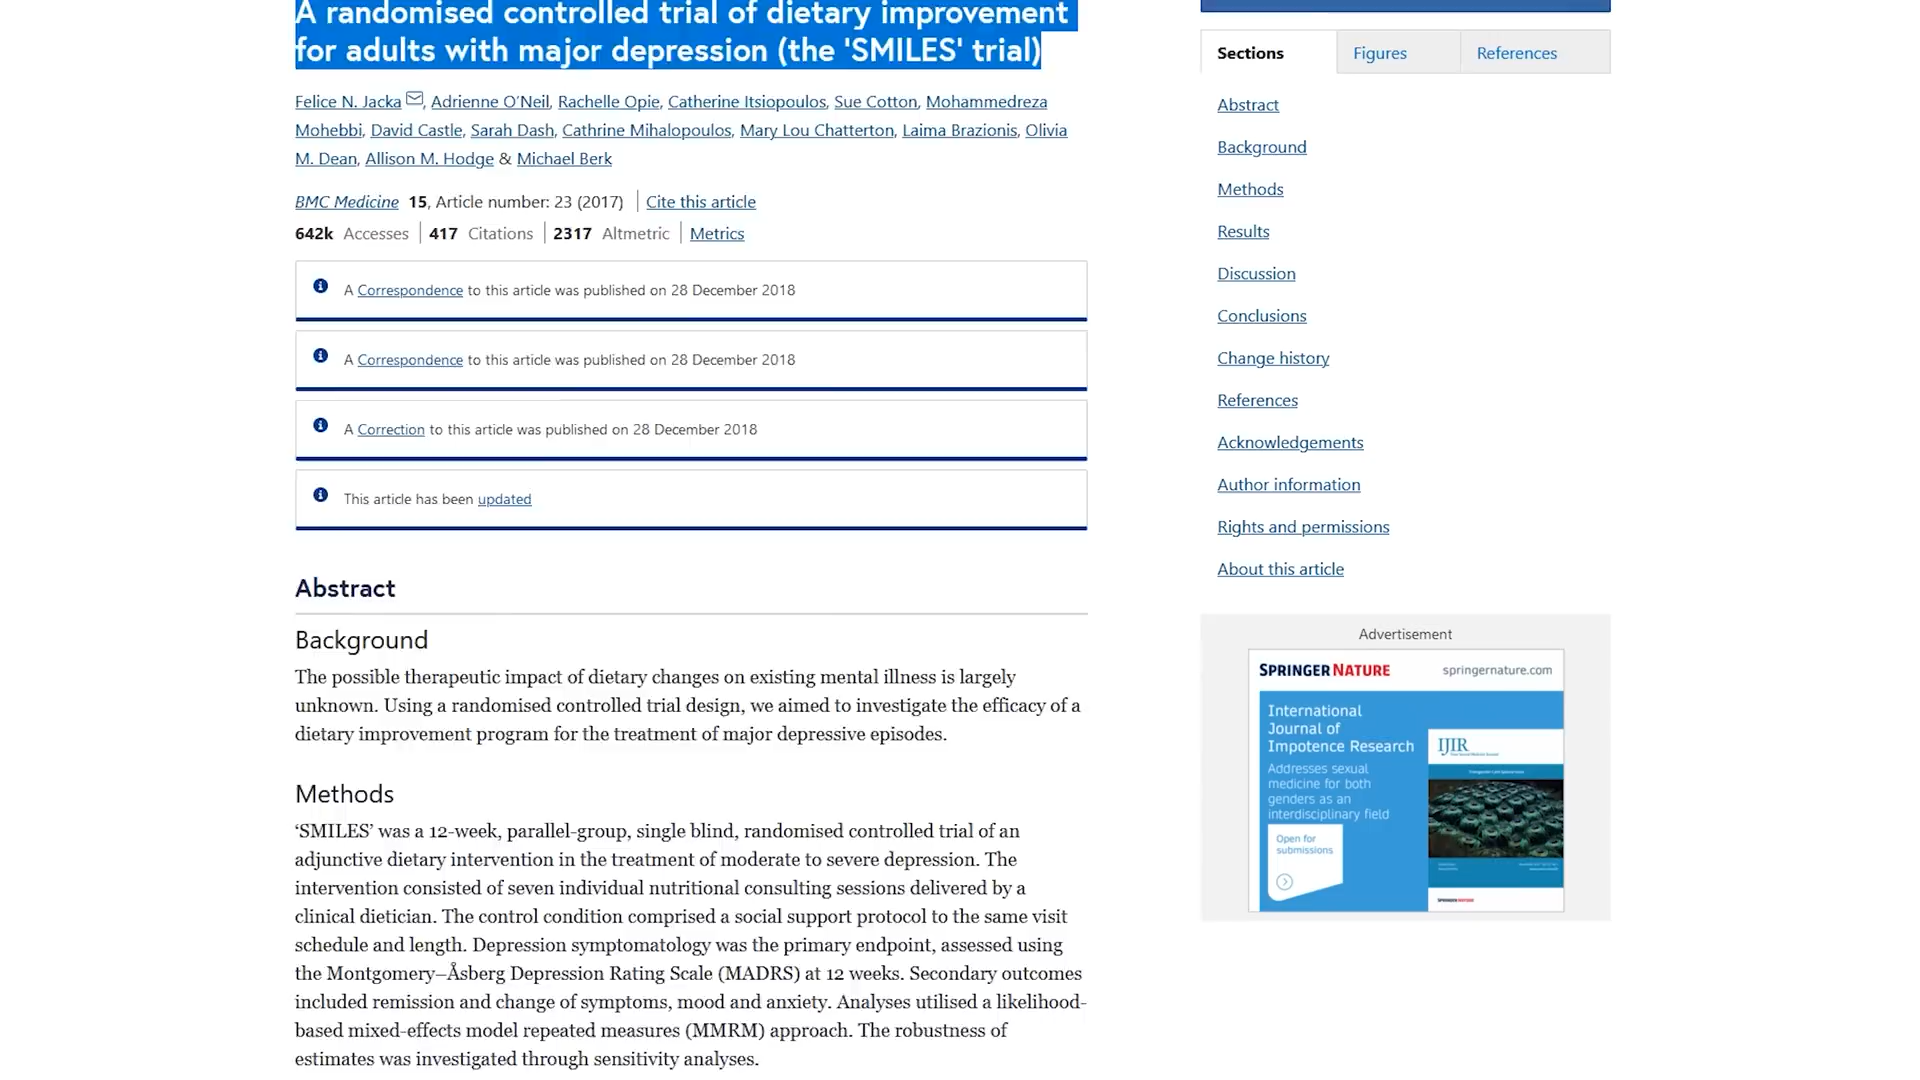 A randomised controlled trial of dietary improvement
for adults with major depression (the 'SMILES' trial)
Felice N. Jacka, Adrienne O'Neil, Rachelle Opie, Catherine Itsiopoulos, Sue Cotton, Mohammedreza
Mohebbi, David Castle, Sarah Dash, Cathrine Mihalopoulos, Mary Lou Chatterton, Laima Brazionis, Olivia
M. Dean, Allison M. Hodge & Michael Berk
BMC Medicine 15, Article number: 23 (2017) Cite this article
642k Accesses 417 Citations 2317 Altmetric Metrics
A Correspondence to this article was published on 28 December 2018
A Correspondence to this article was published on 28 December 2018
A Correction to this article was published on 28 December 2018
This article has been updated
Abstract
Background
The possible therapeutic impact of dietary changes on existing mental illness is largely
unknown. Using a randomised controlled trial design, we aimed to investigate the efficacy of a
dietary improvement program for the treatment of major depressive episodes.
Methods
‘SMILES’ was a 12-week, parallel-group, single blind, randomised controlled trial of an
adjunctive dietary intervention in the treatment of moderate to severe depression. The
intervention consisted of seven individual nutritional consulting sessions delivered by a
clinical dietician. The control condition comprised a social support protocol to the same visit
schedule and length. Depression symptomatology was the primary endpoint, assessed using
the Montgomery–Åsberg Depression Rating Scale (MADRS) at 12 weeks. Secondary outcomes
included remission and change of symptoms, mood and anxiety. Analyses utilised a likelihood-
based mixed-effects model repeated measures (MMRM) approach. The robustness of
estimates was investigated through sensitivity analyses.
Sections Figures References
Abstract
Background
Methods
Results
Discussion
Conclusions
Change history
References
Acknowledgements
Author information
Rights and permissions
About this article
Advertisement
SPRINGER NATURE springernature.com
International
Journal of
Impotence Research
Addresses sexual
medicine for both
genders as an
interdisciplinary field
Open for
submissions
IJIR
SPRINGER NATURE